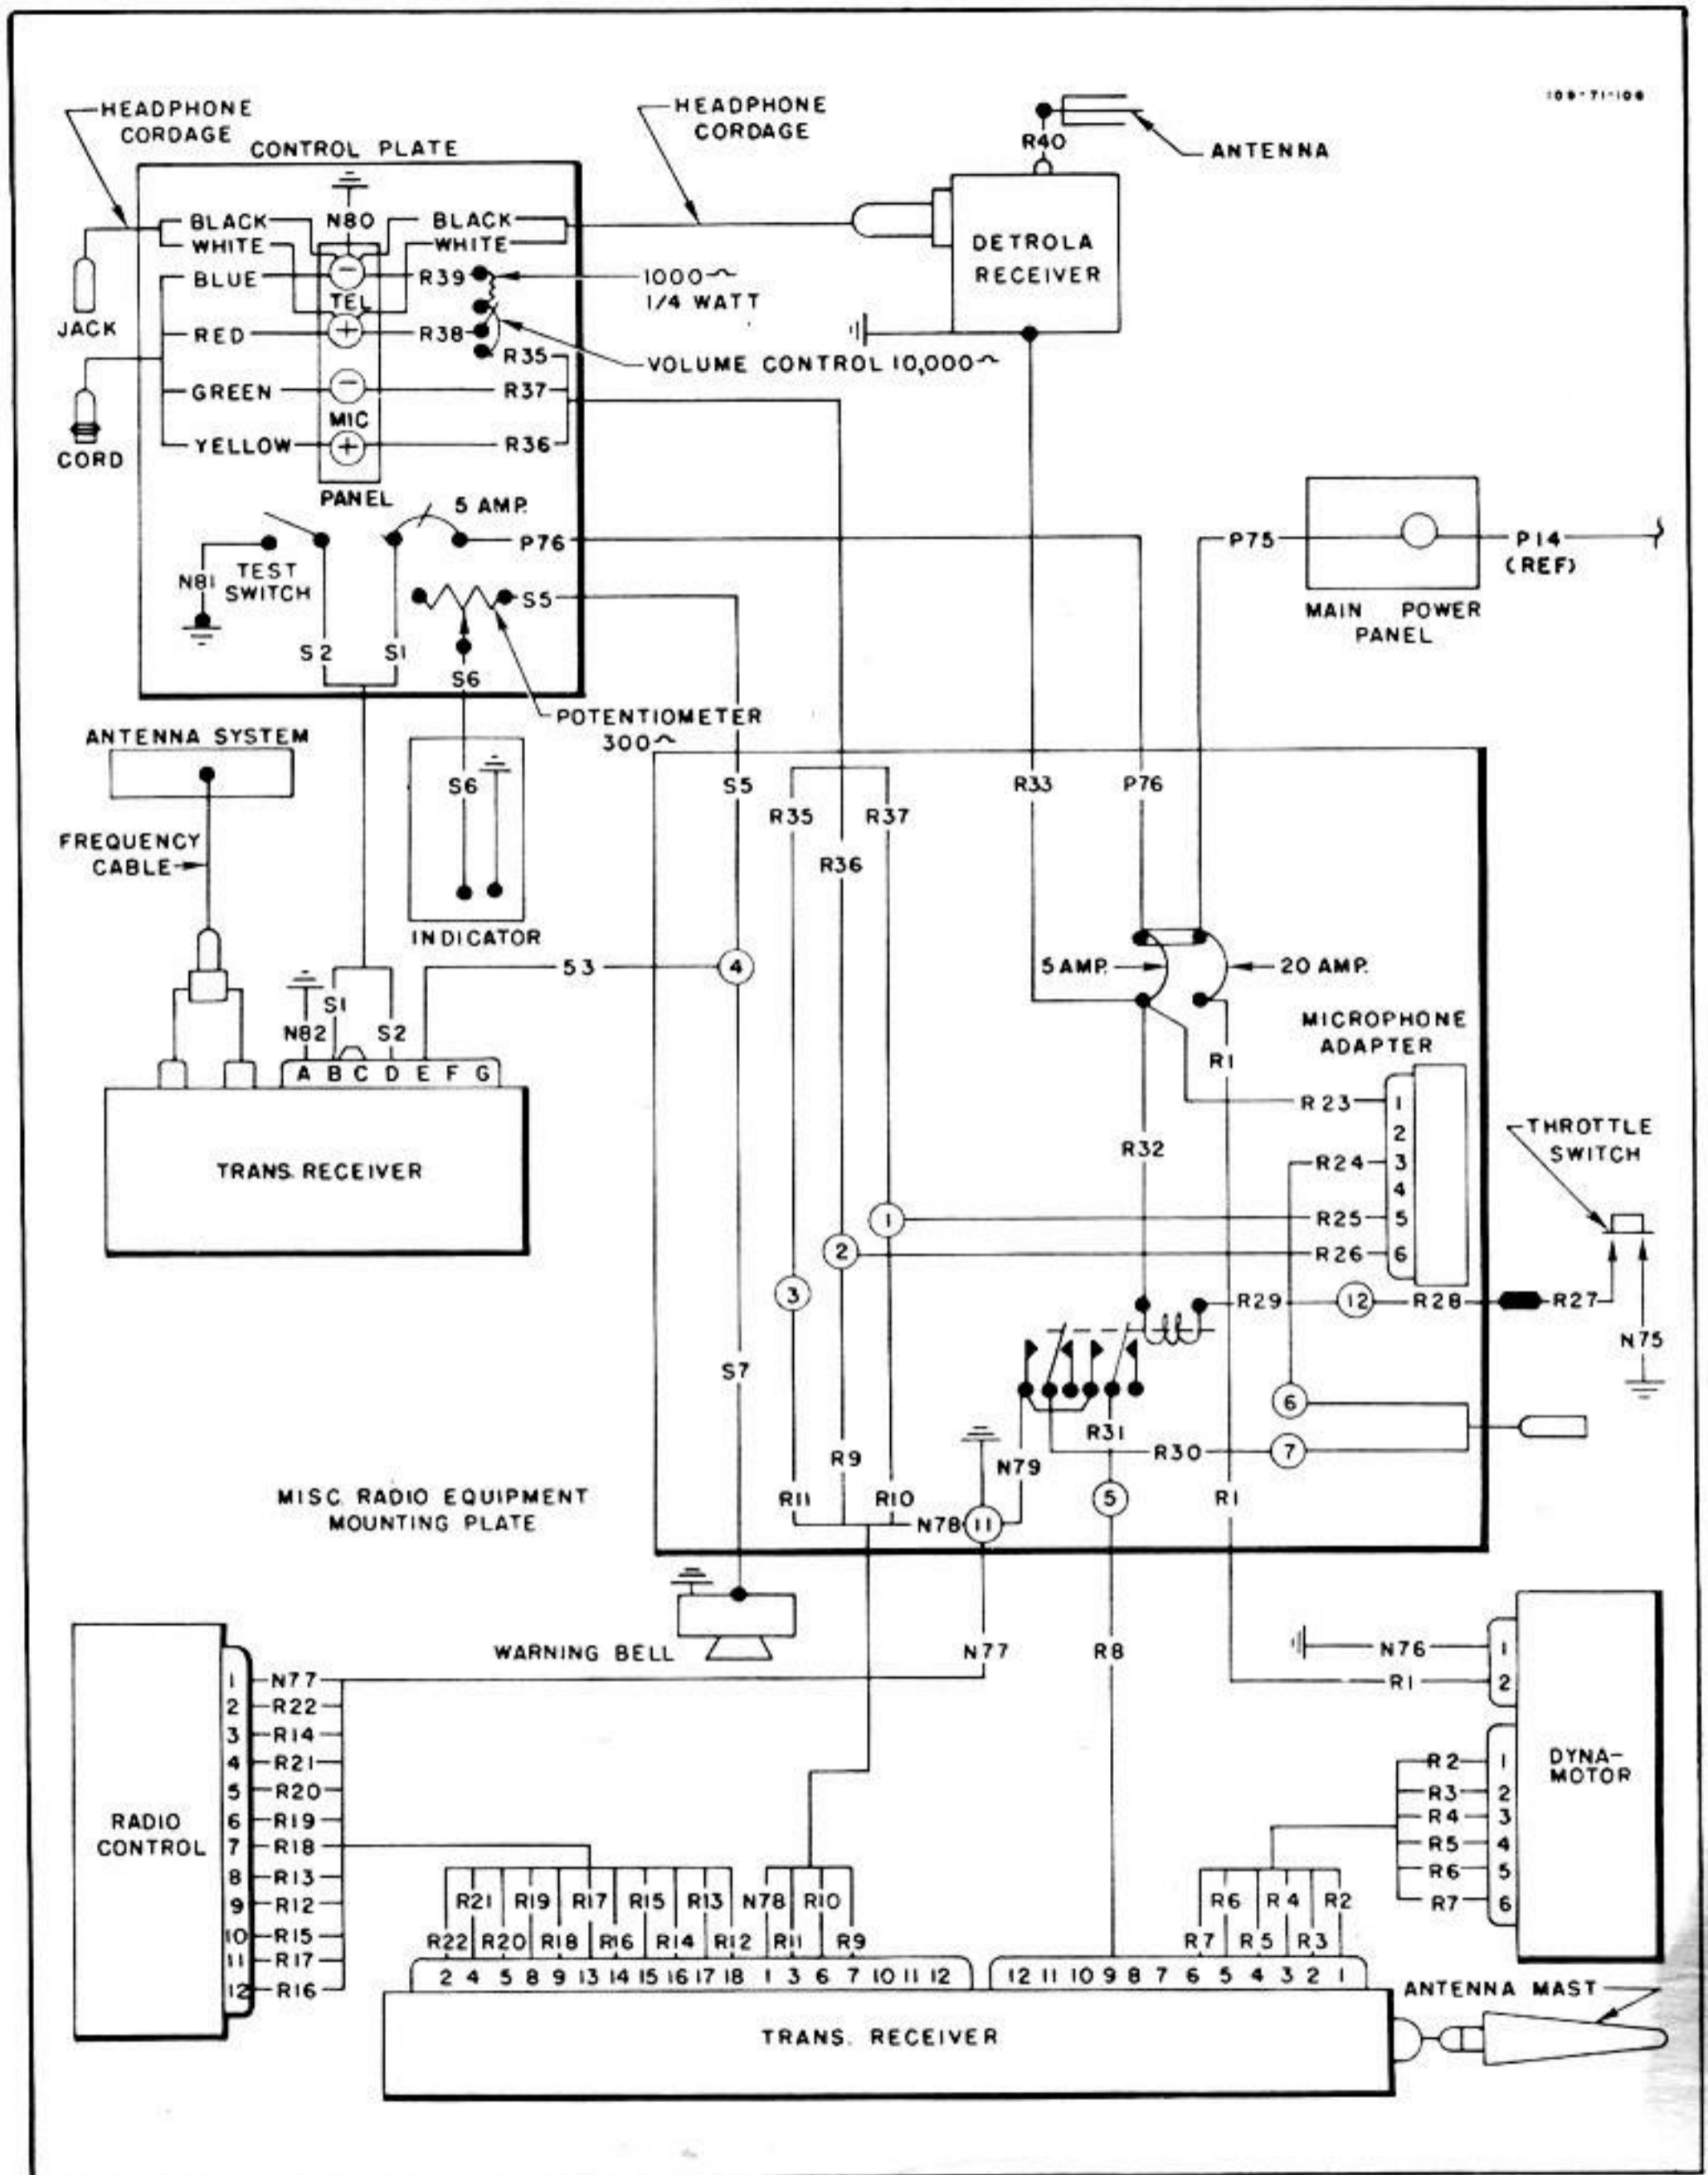 109-71-106
HEADPHONE
CORDAGE
CONTROL PLATE
HEADPHONE
CORDAGE
R40
ANTENNA
BLACK
WHITE
N80
BLACK
WHITE
BLUE
−
R39
1000~
1/4 WATT
DETROLA
RECEIVER
TEL
JACK
RED
+
R38
R35
VOLUME CONTROL 10,000~
GREEN
−
R37
MIC
CORD
YELLOW
+
R36
PANEL
5 AMP.
P76
P75
P14
(REF)
N81
TEST
SWITCH
S5
MAIN POWER
PANEL
S2
S1
S6
POTENTIOMETER
300~
ANTENNA SYSTEM
S6
S5
R35
R37
R33
P76
FREQUENCY
CABLE
R36
INDICATOR
S3
4
5 AMP.
20 AMP.
S1
N82
S2
MICROPHONE
ADAPTER
R1
A B C D E F G
R23
1
2
R32
R24
3
4
THROTTLE
SWITCH
TRANS. RECEIVER
1
R25
5
2
R26
6
3
R29
12
R28
R27
N75
S7
6
R31
R30
7
R9
N79
MISC. RADIO EQUIPMENT
MOUNTING PLATE
R11
R10
N78
11
5
R1
WARNING BELL
N77
R8
N76
1
R1
2
RADIO
CONTROL
1 N77
2 R22
3 R14
4 R21
5 R20
6 R19
7 R18
8 R13
9 R12
10 R15
11 R17
12 R16
DYNA-
MOTOR
R2 1
R3 2
R4 3
R5 4
R6 5
R7 6
R21 R19 R17 R15 R13 N78 R10
R22 R20 R18 R16 R14 R12 R11 R9
2 4 5 8 9 13 14 15 16 17 18 1 3 6 7 10 11 12
R6 R4 R2
R7 R5 R3
12 11 10 9 8 7 6 5 4 3 2 1
ANTENNA MAST
TRANS. RECEIVER